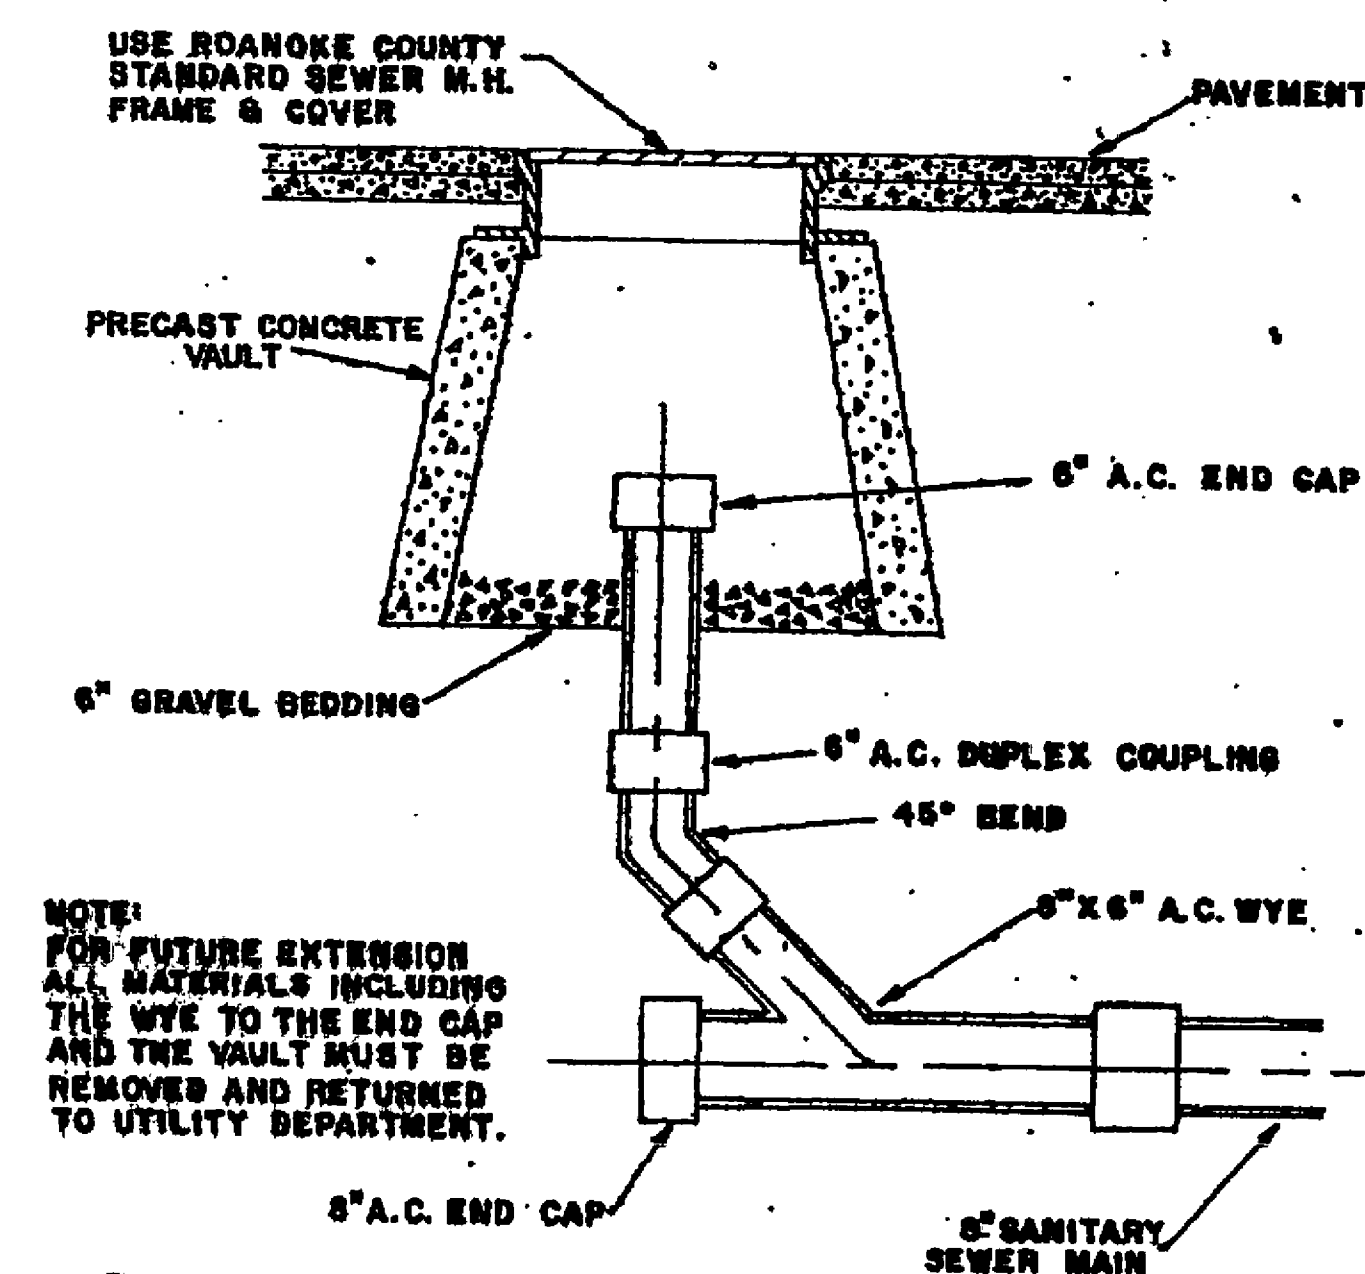 USE ROANOKE COUNTY
STANDARD SEWER M.H.
FRAME & COVER
PAVEMENT
PRECAST CONCRETE
VAULT
6" A.C. END CAP
6" GRAVEL BEDDING
6" A.C. DUPLEX COUPLING
45° BEND
8" X 6" A.C. WYE
NOTE:
FOR FUTURE EXTENSION
ALL MATERIALS INCLUDING
THE WYE TO THE END CAP
AND THE VAULT MUST BE
REMOVED AND RETURNED
TO UTILITY DEPARTMENT.
8" A.C. END CAP
8" SANITARY
SEWER MAIN